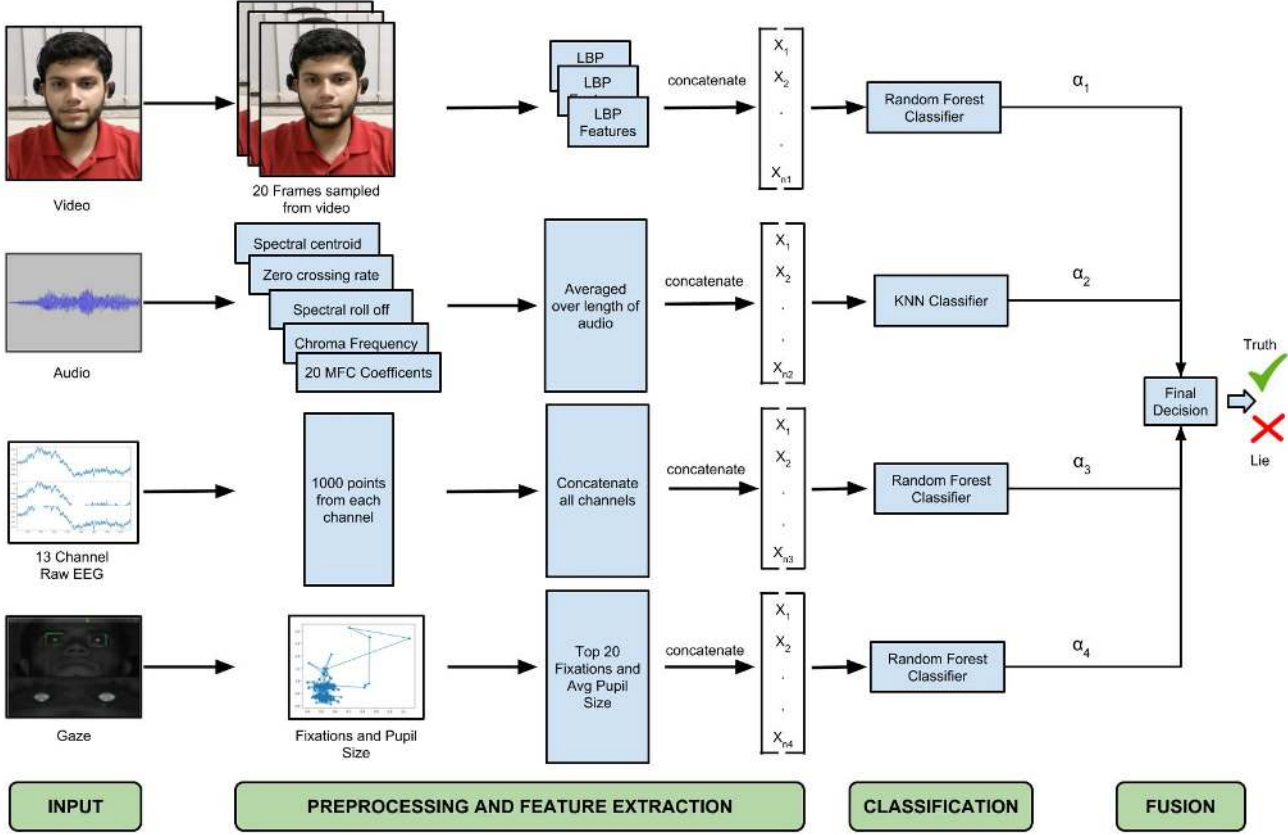 Video
20 Frames sampled
from video
LBP
LBP
LBP
Features
concatenate
X1
X2
.
.
Xn1
Random Forest
Classifier
α1
Audio
Spectral centroid
Zero crossing rate
Spectral roll off
Chroma Frequency
20 MFC Coefficents
Averaged
over length of
audio
concatenate
X1
X2
.
.
Xn2
KNN Classifier
α2
13 Channel
Raw EEG
1000 points
from each
channel
Concatenate
all channels
concatenate
X1
X2
.
.
Xn3
Random Forest
Classifier
α3
Gaze
Fixations and Pupil
Size
Top 20
Fixations and
Avg Pupil
Size
concatenate
X1
X2
.
.
Xn4
Random Forest
Classifier
α4
Final
Decision
Truth
Lie
INPUT
PREPROCESSING AND FEATURE EXTRACTION
CLASSIFICATION
FUSION